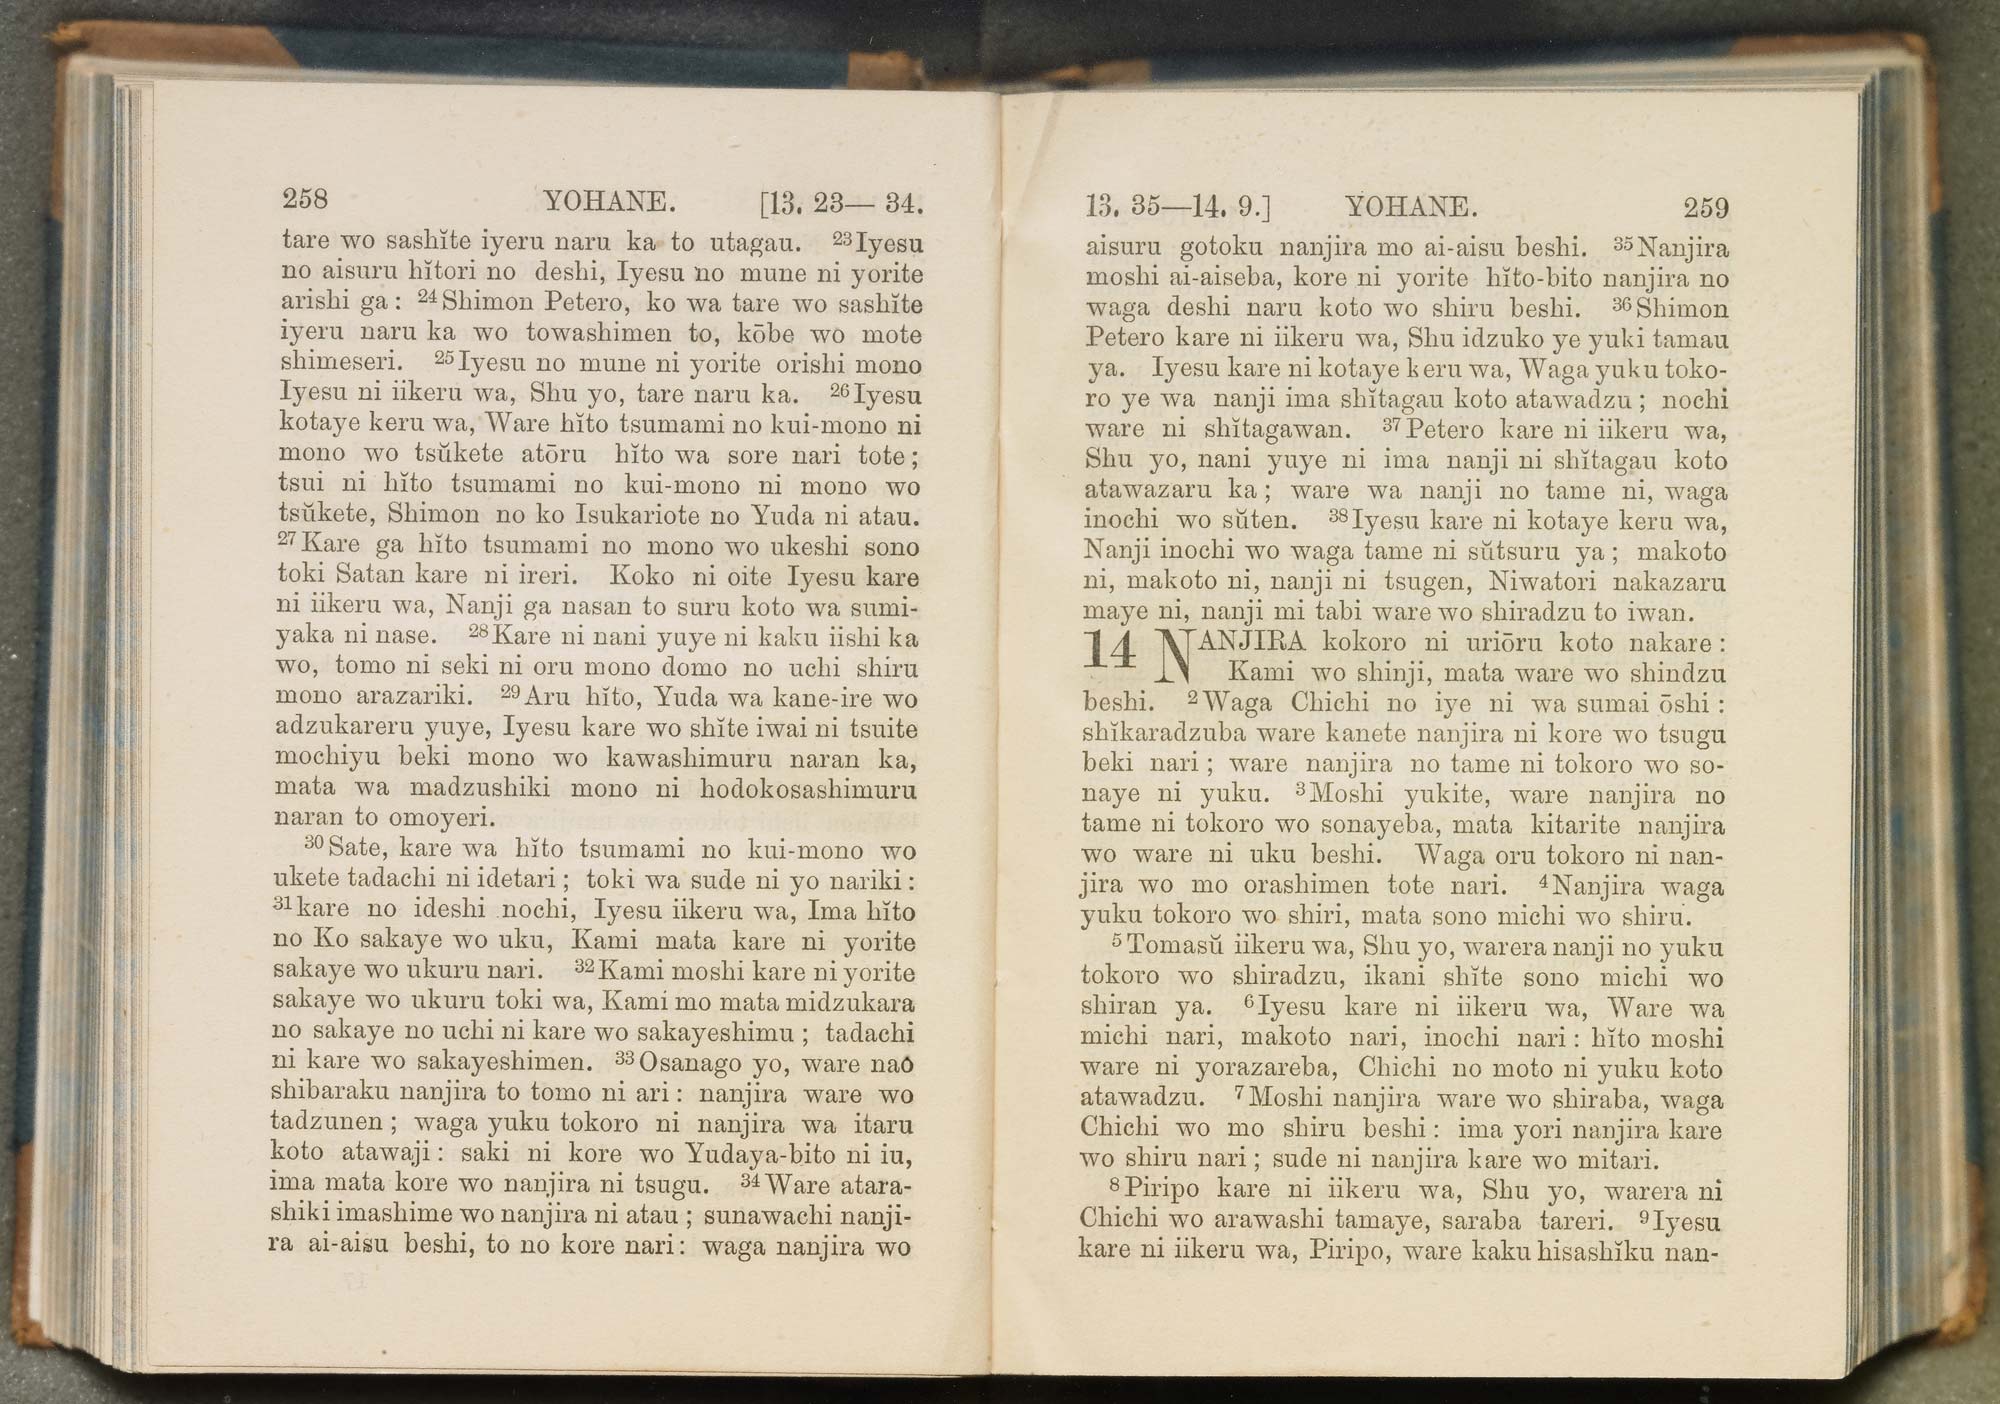 258 YOHANE. [13. 23— 34.
tare wo sashĭte iyeru naru ka to utagau. 23 Iyesu
no aisuru hĭtori no deshi, Iyesu no mune ni yorite
arishi ga: 24 Shimon Petero, ko wa tare wo sashĭte
iyeru naru ka wo towashimen to, kōbe wo mote
shimeseri. 25 Iyesu no mune ni yorite orishi mono
Iyesu ni iikeru wa, Shu yo, tare naru ka. 26 Iyesu
kotaye keru wa, Ware hĭto tsumami no kui-mono ni
mono wo tsŭkete atōru hĭto wa sore nari tote;
tsui ni hĭto tsumami no kui-mono ni mono wo
tsŭkete, Shimon no ko Isukariote no Yuda ni atau.
27 Kare ga hĭto tsumami no mono wo ukeshi sono
toki Satan kare ni ireri. Koko ni oite Iyesu kare
ni iikeru wa, Nanji ga nasan to suru koto wa sumi-
yaka ni nase. 28 Kare ni nani yuye ni kaku iishi ka
wo, tomo ni seki ni oru mono domo no uchi shiru
mono arazariki. 29 Aru hĭto, Yuda wa kane-ire wo
adzukareru yuye, Iyesu kare wo shĭte iwai ni tsuite
mochiyu beki mono wo kawashimuru naran ka,
mata wa madzushiki mono ni hodokosashimuru
naran to omoyeri.
30 Sate, kare wa hĭto tsumami no kui-mono wo
ukete tadachi ni idetari; toki wa sude ni yo nariki:
31 kare no ideshi nochi, Iyesu iikeru wa, Ima hĭto
no Ko sakaye wo uku, Kami mata kare ni yorite
sakaye wo ukuru nari. 32 Kami moshi kare ni yorite
sakaye wo ukuru toki wa, Kami mo mata midzukara
no sakaye no uchi ni kare wo sakayeshimu; tadachi
ni kare wo sakayeshimen. 33 Osanago yo, ware nao
shibaraku nanjira to tomo ni ari: nanjira ware wo
tadzunen; waga yuku tokoro ni nanjira wa itaru
koto atawaji: saki ni kore wo Yudaya-bito ni iu,
ima mata kore wo nanjira ni tsugu. 34 Ware atara-
shiki imashime wo nanjira ni atau; sunawachi nanji-
ra ai-aisu beshi, to no kore nari: waga nanjira wo
13. 35—14. 9.] YOHANE. 259
aisuru gotoku nanjira mo ai-aisu beshi. 35 Nanjira
moshi ai-aiseba, kore ni yorite hĭto-bito nanjira no
waga deshi naru koto wo shiru beshi. 36 Shimon
Petero kare ni iikeru wa, Shu idzuko ye yuki tamau
ya. Iyesu kare ni kotaye keru wa, Waga yuku toko-
ro ye wa nanji ima shĭtagau koto atawadzu; nochi
ware ni shĭtagawan. 37 Petero kare ni iikeru wa,
Shu yo, nani yuye ni ima nanji ni shĭtagau koto
atawazaru ka; ware wa nanji no tame ni, waga
inochi wo sŭten. 38 Iyesu kare ni kotaye keru wa,
Nanji inochi wo waga tame ni sŭtsuru ya; makoto
ni, makoto ni, nanji ni tsugen, Niwatori nakazaru
maye ni, nanji mi tabi ware wo shiradzu to iwan.
14 NANJIRA kokoro ni uriōru koto nakare:
Kami wo shinji, mata ware wo shindzu
beshi. 2 Waga Chichi no iye ni wa sumai ōshi:
shĭkaradzuba ware kanete nanjira ni kore wo tsugu
beki nari; ware nanjira no tame ni tokoro wo so-
naye ni yuku. 3 Moshi yukite, ware nanjira no
tame ni tokoro wo sonayeba, mata kitarite nanjira
wo ware ni uku beshi. Waga oru tokoro ni nan-
jira wo mo orashimen tote nari. 4 Nanjira waga
yuku tokoro wo shiri, mata sono michi wo shiru.
5 Tomasŭ iikeru wa, Shu yo, warera nanji no yuku
tokoro wo shiradzu, ikani shĭte sono michi wo
shiran ya. 6 Iyesu kare ni iikeru wa, Ware wa
michi nari, makoto nari, inochi nari: hĭto moshi
ware ni yorazareba, Chichi no moto ni yuku koto
atawadzu. 7 Moshi nanjira ware wo shiraba, waga
Chichi wo mo shiru beshi: ima yori nanjira kare
wo shiru nari; sude ni nanjira kare wo mitari.
8 Piripo kare ni iikeru wa, Shu yo, warera ni
Chichi wo arawashi tamaye, saraba tareri. 9 Iyesu
kare ni iikeru wa, Piripo, ware kaku hisashĭku nan-